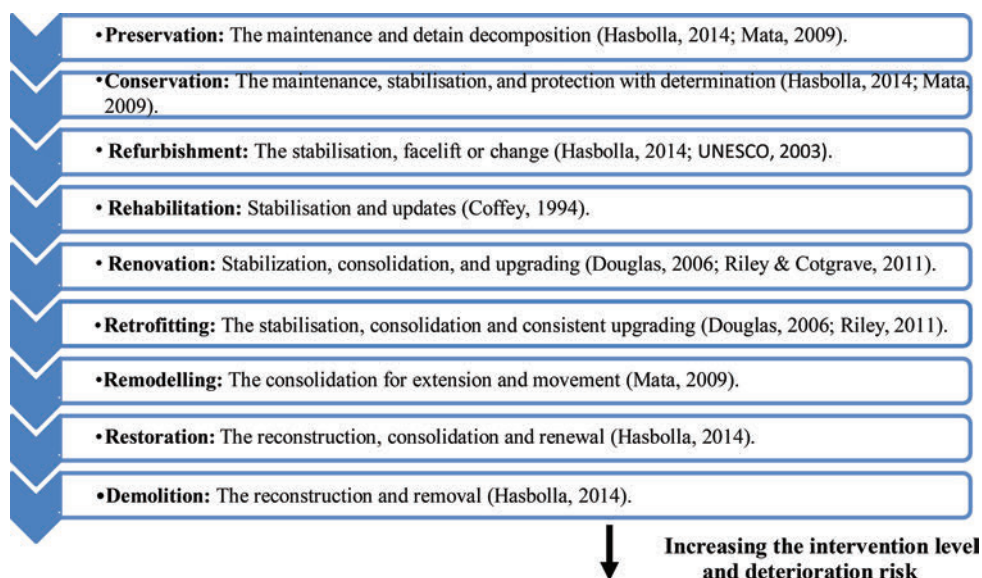 •Preservation: The maintenance and detain decomposition (Hasbolla, 2014; Mata, 2009).
•Conservation: The maintenance, stabilisation, and protection with determination (Hasbolla, 2014; Mata,
2009).
• Refurbishment: The stabilisation, facelift or change (Hasbolla, 2014; UNESCO, 2003).
• Rehabilitation: Stabilisation and updates (Coffey, 1994).
• Renovation: Stabilization, consolidation, and upgrading (Douglas, 2006; Riley & Cotgrave, 2011).
•Retrofitting: The stabilisation, consolidation and consistent upgrading (Douglas, 2006; Riley, 2011).
•Remodelling: The consolidation for extension and movement (Mata, 2009).
•Restoration: The reconstruction, consolidation and renewal (Hasbolla, 2014).
•Demolition: The reconstruction and removal (Hasbolla, 2014).
Increasing the intervention level
and deterioration risk